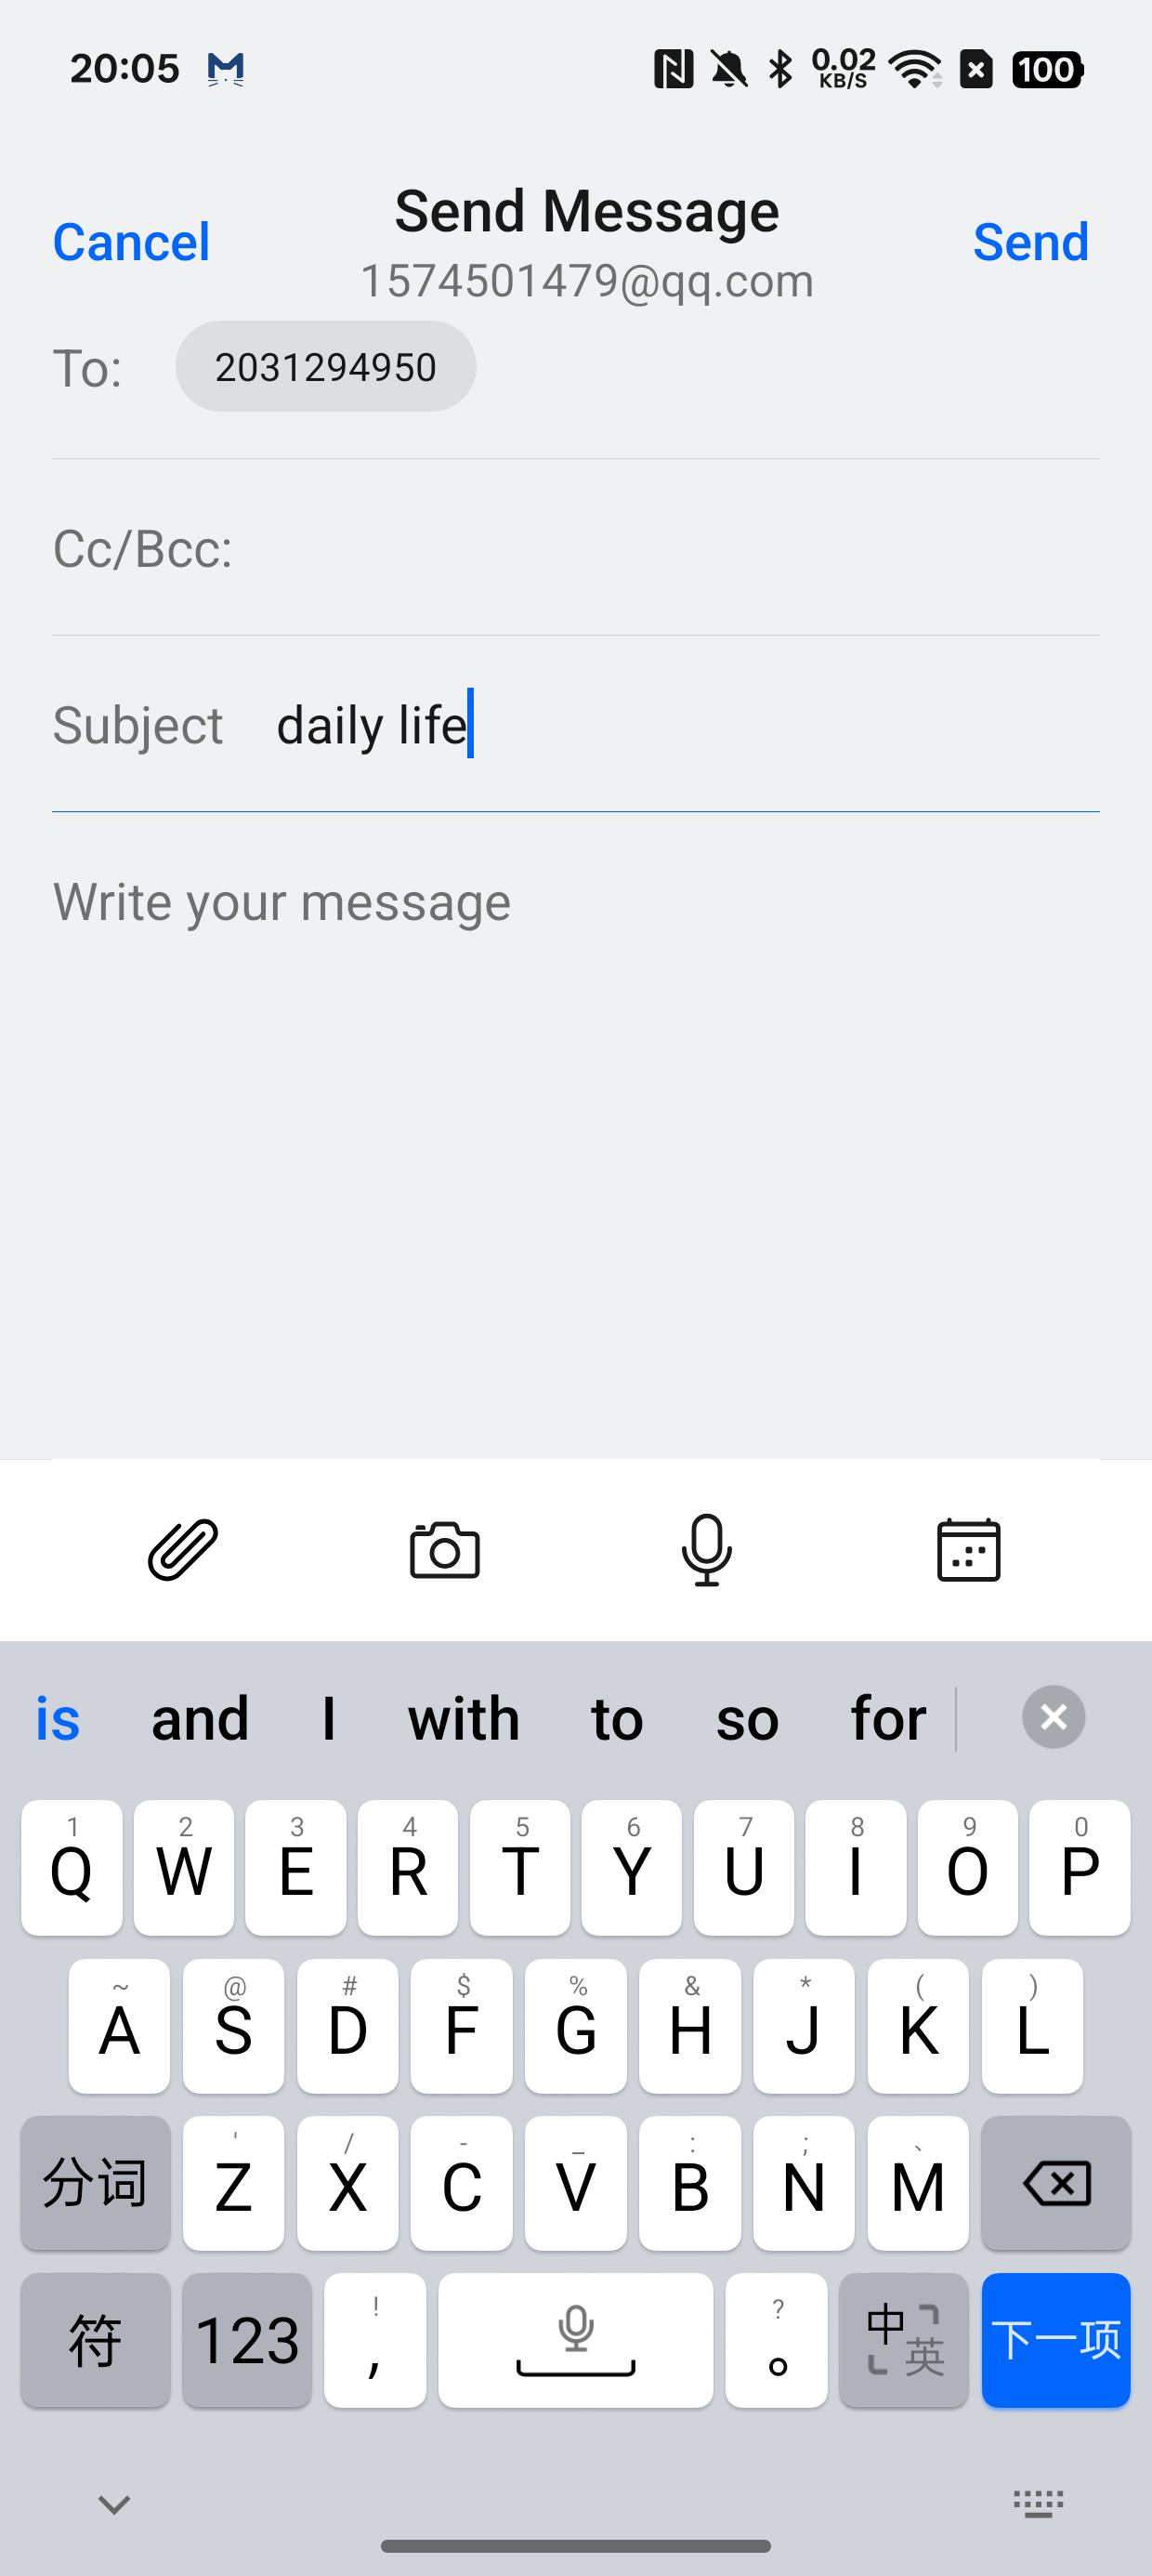 20:05 0.02 KB/S 100
Cancel Send Message Send
1574501479@qq.com
To: 2031294950
Cc/Bcc:
Subject daily life
Write your message
is and I with to so for
1 2 3 4 5 6 7 8 9 0
Q W E R T Y U I O P
~ @ # $ % & * ( )
A S D F G H J K L
' / - _ : ; 、
分词 Z X C V B N M
! ?
符 123 , 。 中 英 下一项